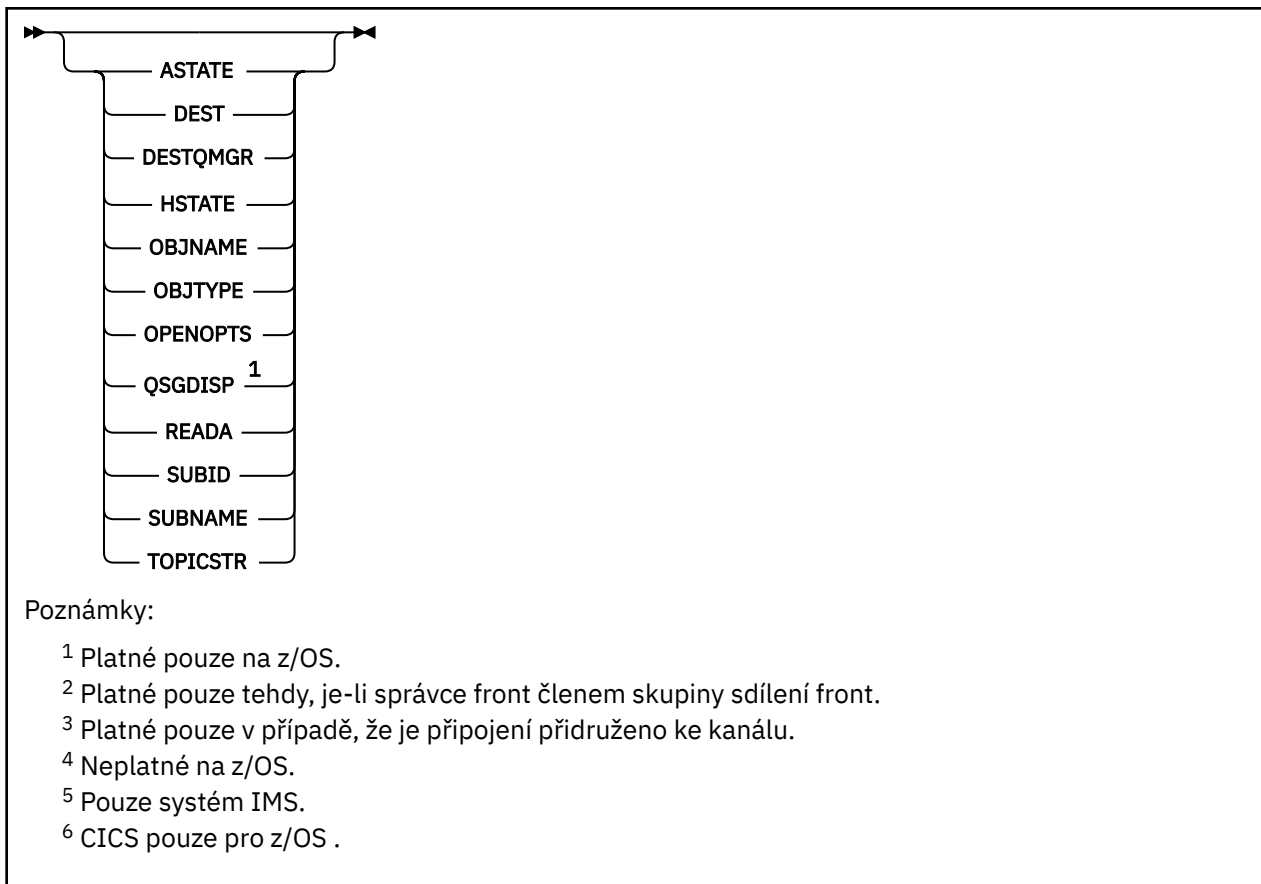 ASTATE
DEST
DESTQMGR
HSTATE
OBJNAME
OBJTYPE
OPENOPTS
QSGDISP 1
READA
SUBID
SUBNAME
TOPICSTR
Poznámky:
1 Platné pouze na z/OS.
2 Platné pouze tehdy, je-li správce front členem skupiny sdílení front.
3 Platné pouze v případě, že je připojení přidruženo ke kanálu.
4 Neplatné na z/OS.
5 Pouze systém IMS.
6 CICS pouze pro z/OS .